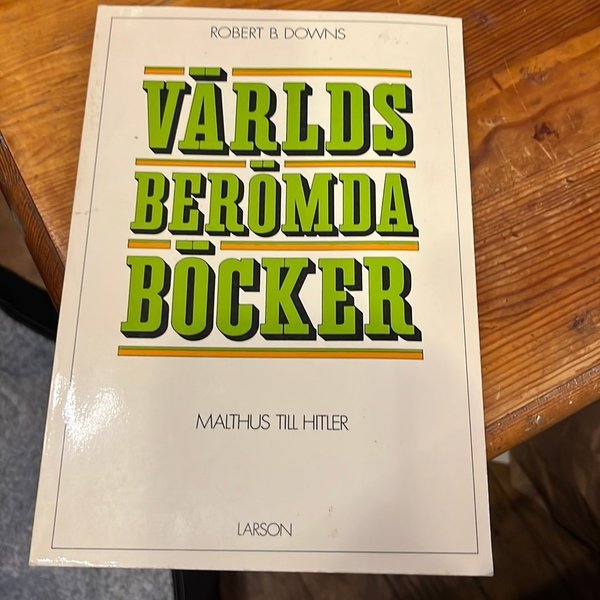 ROBERT B. DOWNS
VÄRLDS
BERÖMDA
BÖCKER
MALTHUS TILL HITLER
LARSON